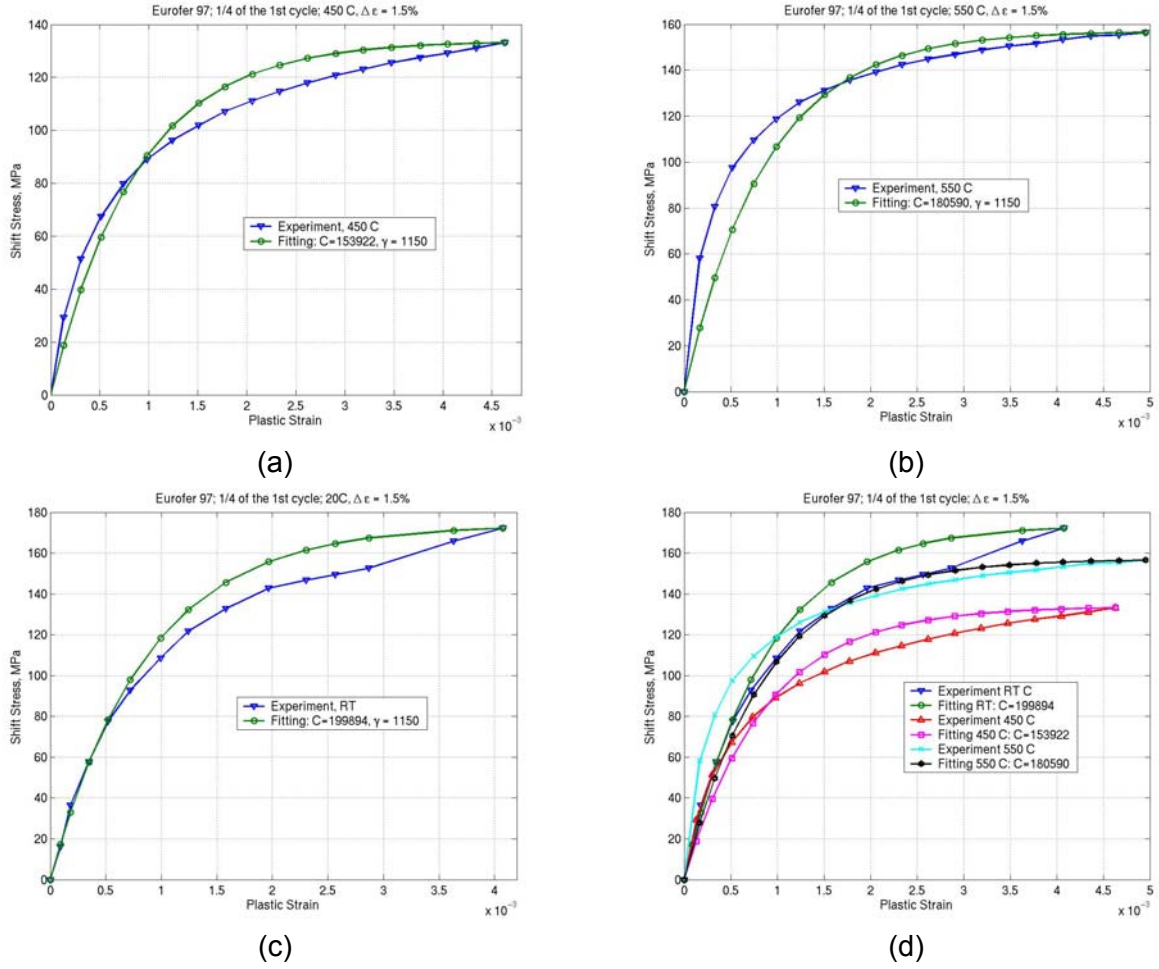 Eurofer 97; 1/4 of the 1st cycle; 450 C, Δ ε = 1.5%
140
120
100
80
60
40
20
0
Shift Stress, MPa
Experiment, 450 C
Fitting: C=153922, γ = 1150
0 0.5 1 1.5 2 2.5 3 3.5 4 4.5
Plastic Strain
x 10⁻³
(a)
Eurofer 97; 1/4 of the 1st cycle; 550 C, Δ ε = 1.5%
160
140
120
100
80
60
40
20
0
Shift Stress, MPa
Experiment, 550 C
Fitting: C=180590, γ = 1150
0 0.5 1 1.5 2 2.5 3 3.5 4 4.5 5
Plastic Strain
x 10⁻³
(b)
Eurofer 97; 1/4 of the 1st cycle; 20C, Δ ε = 1.5%
180
160
140
120
100
80
60
40
20
0
Shift Stress, MPa
Experiment, RT
Fitting: C=199894, γ = 1150
0 0.5 1 1.5 2 2.5 3 3.5 4
Plastic Strain
x 10⁻³
(c)
Eurofer 97; 1/4 of the 1st cycle; Δ ε = 1.5%
180
160
140
120
100
80
60
40
20
0
Shift Stress, MPa
Experiment RT C
Fitting RT: C=199894
Experiment 450 C
Fitting 450 C: C=153922
Experiment 550 C
Fitting 550 C: C=180590
0 0.5 1 1.5 2 2.5 3 3.5 4 4.5 5
Plastic Strain
x 10⁻³
(d)